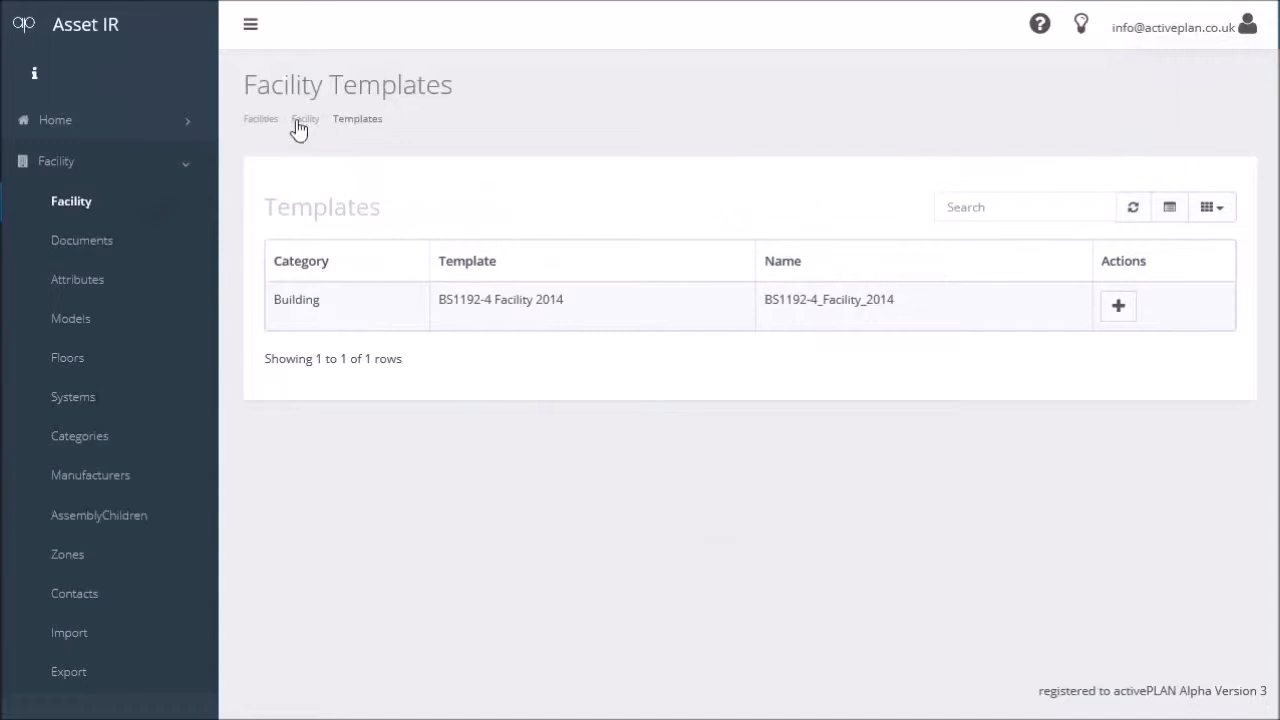 Asset IR
info@activeplan.co.uk
Home
Facility
Facility
Documents
Attributes
Models
Floors
Systems
Categories
Manufacturers
AssemblyChildren
Zones
Contacts
Import
Export
Facility Templates
Facilities Facility Templates
Templates
Search
Category Template Name Actions
Building BS1192-4 Facility 2014 BS1192-4_Facility_2014
Showing 1 to 1 of 1 rows
registered to activePLAN Alpha Version 3